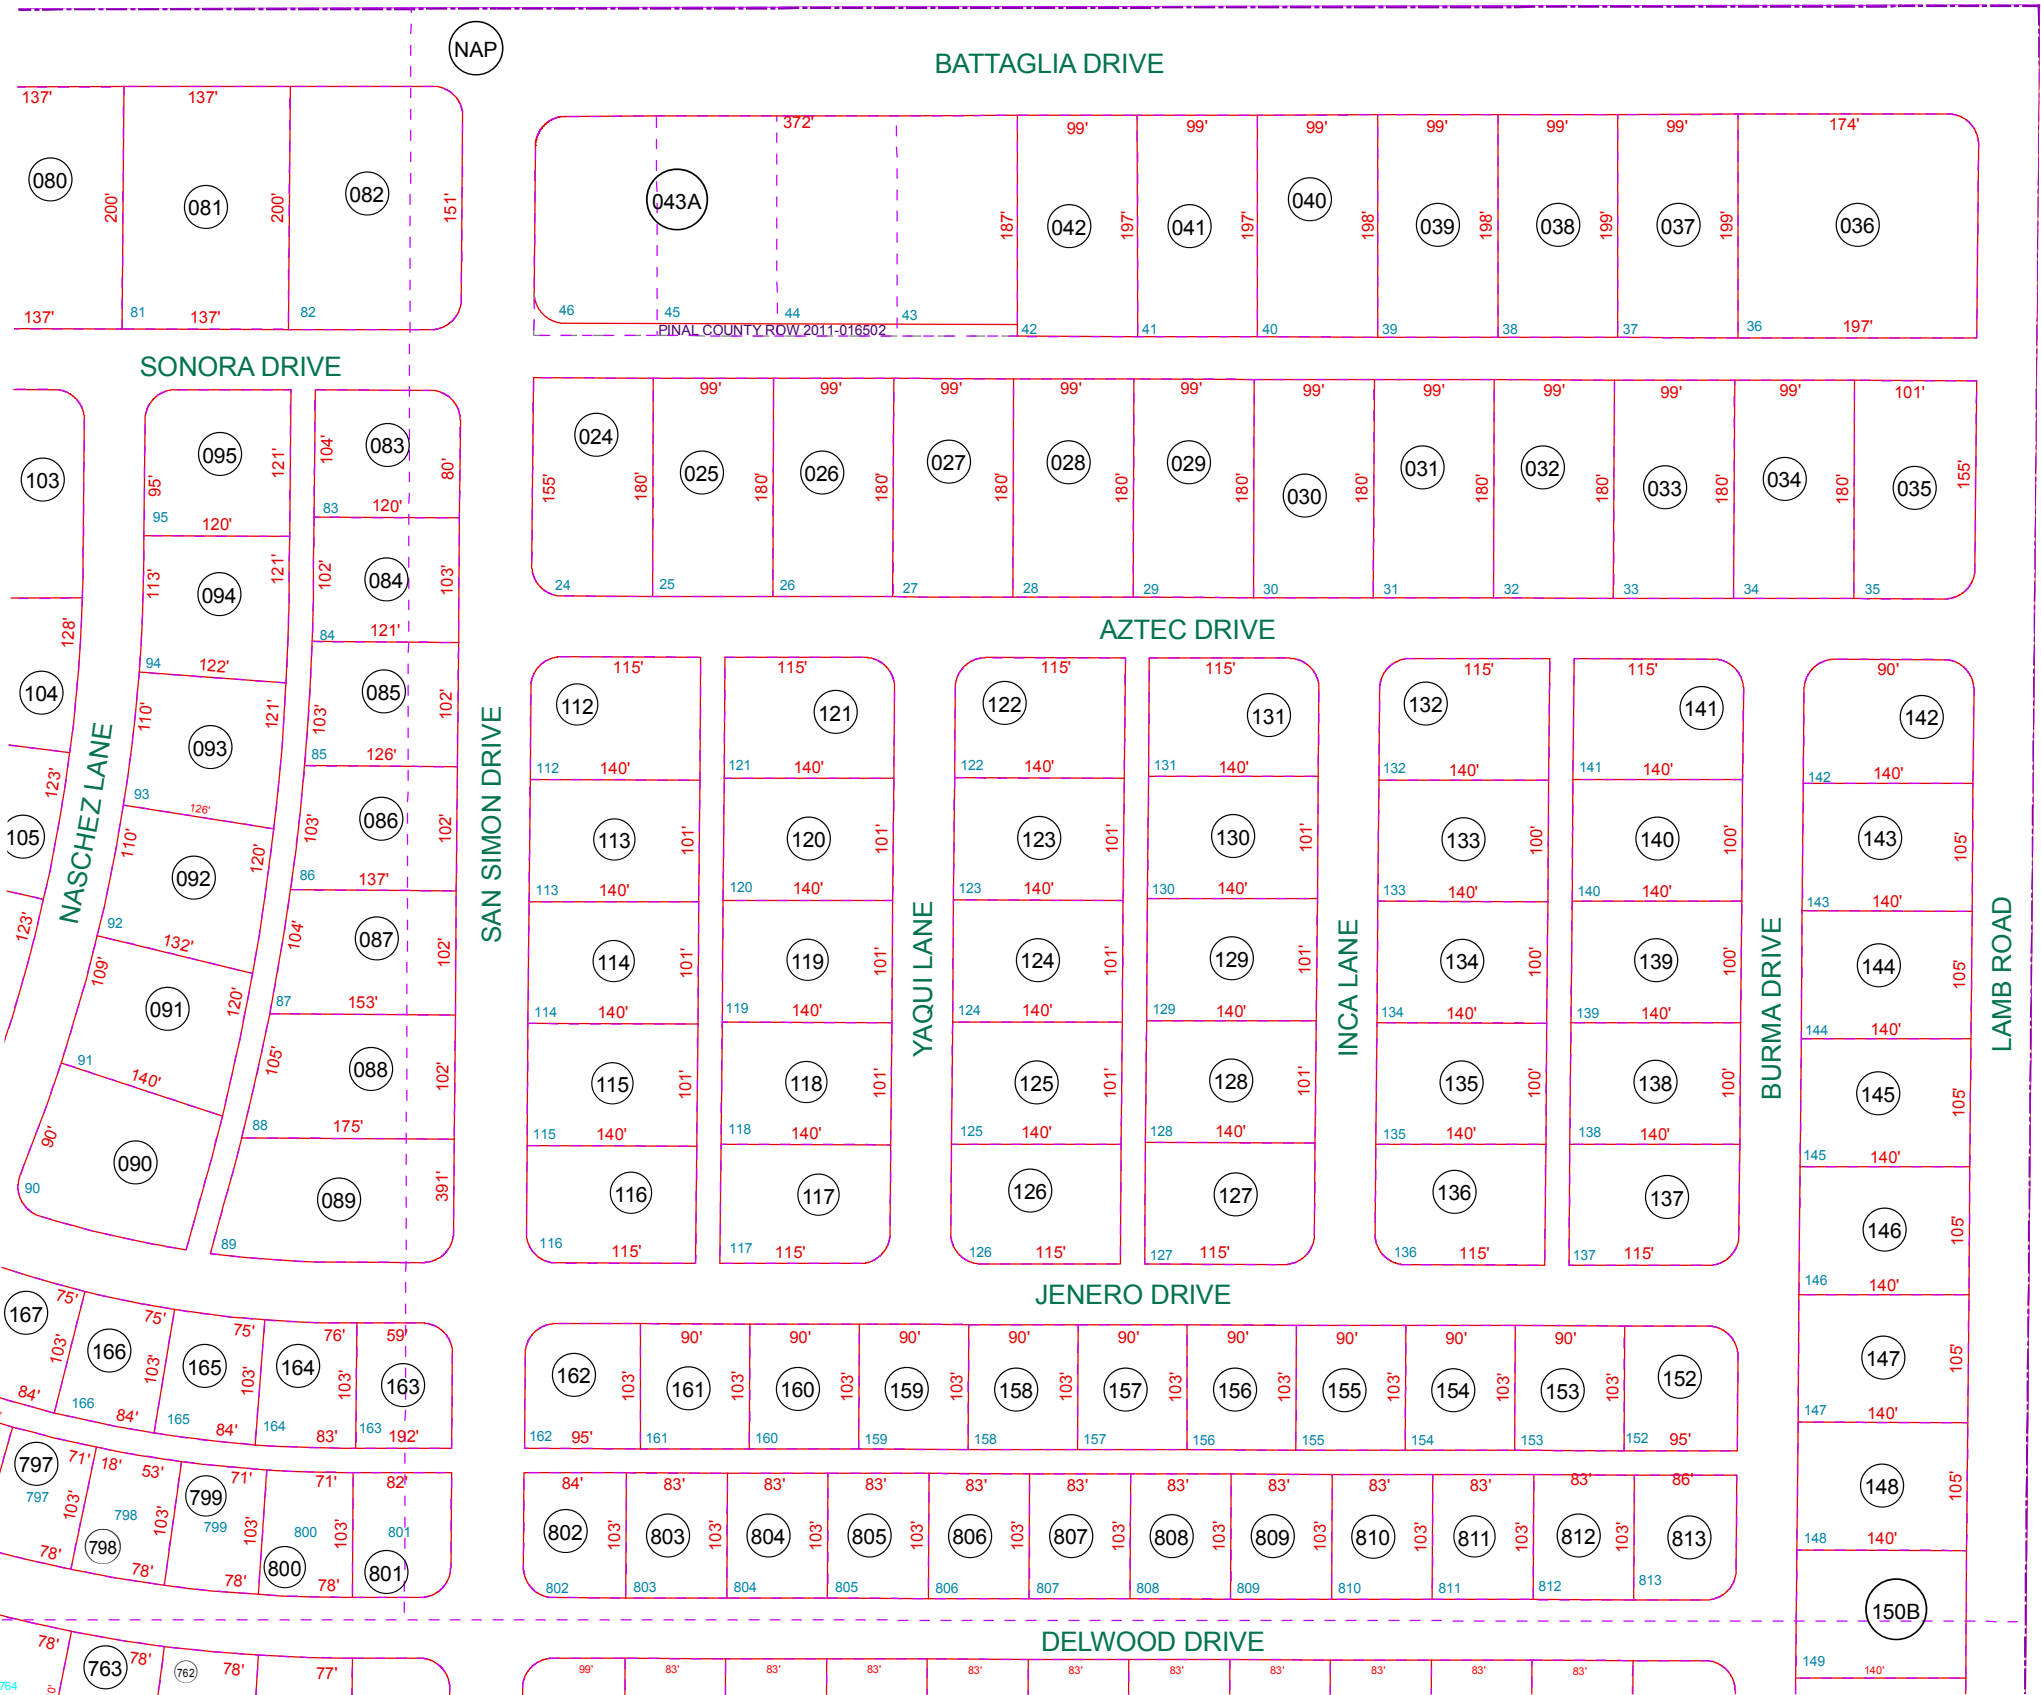 NAP
BATTAGLIA DRIVE
137' 137' 372' 99' 99' 99' 99' 99' 99' 174'
080 200' 081 200' 082 151' 043A 187' 042 197' 041 197' 040 198' 039 198' 038 199' 037 199' 036
137' 81 137' 82 46 45 44 43 42 41 40 39 38 37 36 197'
PINAL COUNTY ROW 2011-016502
SONORA DRIVE
99' 99' 99' 99' 99' 99' 99' 99' 99' 99' 101'
103 95' 095 121' 104' 083 80'
95 120' 83 120'
155' 024 180' 025 180' 026 180' 027 180' 028 180' 029 180' 030 180' 031 180' 032 180' 033 180' 034 180' 035 155'
24 25 26 27 28 29 30 31 32 33 34 35
113' 094 121' 102' 084 103'
128' 94 122' 84 121'
AZTEC DRIVE
115' 115' 115' 115' 115' 115' 90'
104 110' 093 121' 103' 085 102'
93 126' 85 126'
112 121 122 131 132 141 142
112 140' 121 140' 122 140' 131 140' 132 140' 141 140' 142 140'
NASCHEZ LANE
SAN SIMON DRIVE
YAQUI LANE
INCA LANE
BURMA DRIVE
LAMB ROAD
123' 105 110' 092 120' 103' 086 102'
92 132' 86 137'
113 101' 120 101' 123 101' 130 101' 133 100' 140 100' 143 105'
113 140' 120 140' 123 140' 130 140' 133 140' 140 140' 143 140'
123' 109' 091 120' 104' 087 102'
91 140' 87 153'
114 101' 119 101' 124 101' 129 101' 134 100' 139 100' 144 105'
114 140' 119 140' 124 140' 129 140' 134 140' 139 140' 144 140'
105' 088 102'
88 175'
115 101' 118 101' 125 101' 128 101' 135 100' 138 100' 145 105'
115 140' 118 140' 125 140' 128 140' 135 140' 138 140' 145 140'
90' 090 90 089 391' 89
116 117 126 127 136 137 146 105'
116 115' 117 115' 126 115' 127 115' 136 115' 137 115' 146 140'
JENERO DRIVE
75' 75' 75' 76' 59' 90' 90' 90' 90' 90' 90' 90' 90' 90'
167 103' 166 103' 165 103' 164 103' 163 162 103' 161 103' 160 103' 159 103' 158 103' 157 103' 156 103' 155 103' 154 103' 153 103' 152 147 105'
84' 166 84' 165 84' 164 83' 163 192' 162 95' 161 160 159 158 157 156 155 154 153 152 95' 147 140'
71' 18' 53' 71' 71' 82' 84' 83' 83' 83' 83' 83' 83' 83' 83' 83' 83' 86'
797 797 103' 798 798 103' 799 799 103' 800 800 103' 801 801
802 103' 803 103' 804 103' 805 103' 806 103' 807 103' 808 103' 809 103' 810 103' 811 103' 812 103' 813 148 105'
78' 78' 78' 78' 802 803 804 805 806 807 808 809 810 811 812 813 148 140'
150B
DELWOOD DRIVE
78' 763 78' 762 78' 77' 99' 83' 83' 83' 83' 83' 83' 83' 83' 83' 83' 149 140'
764